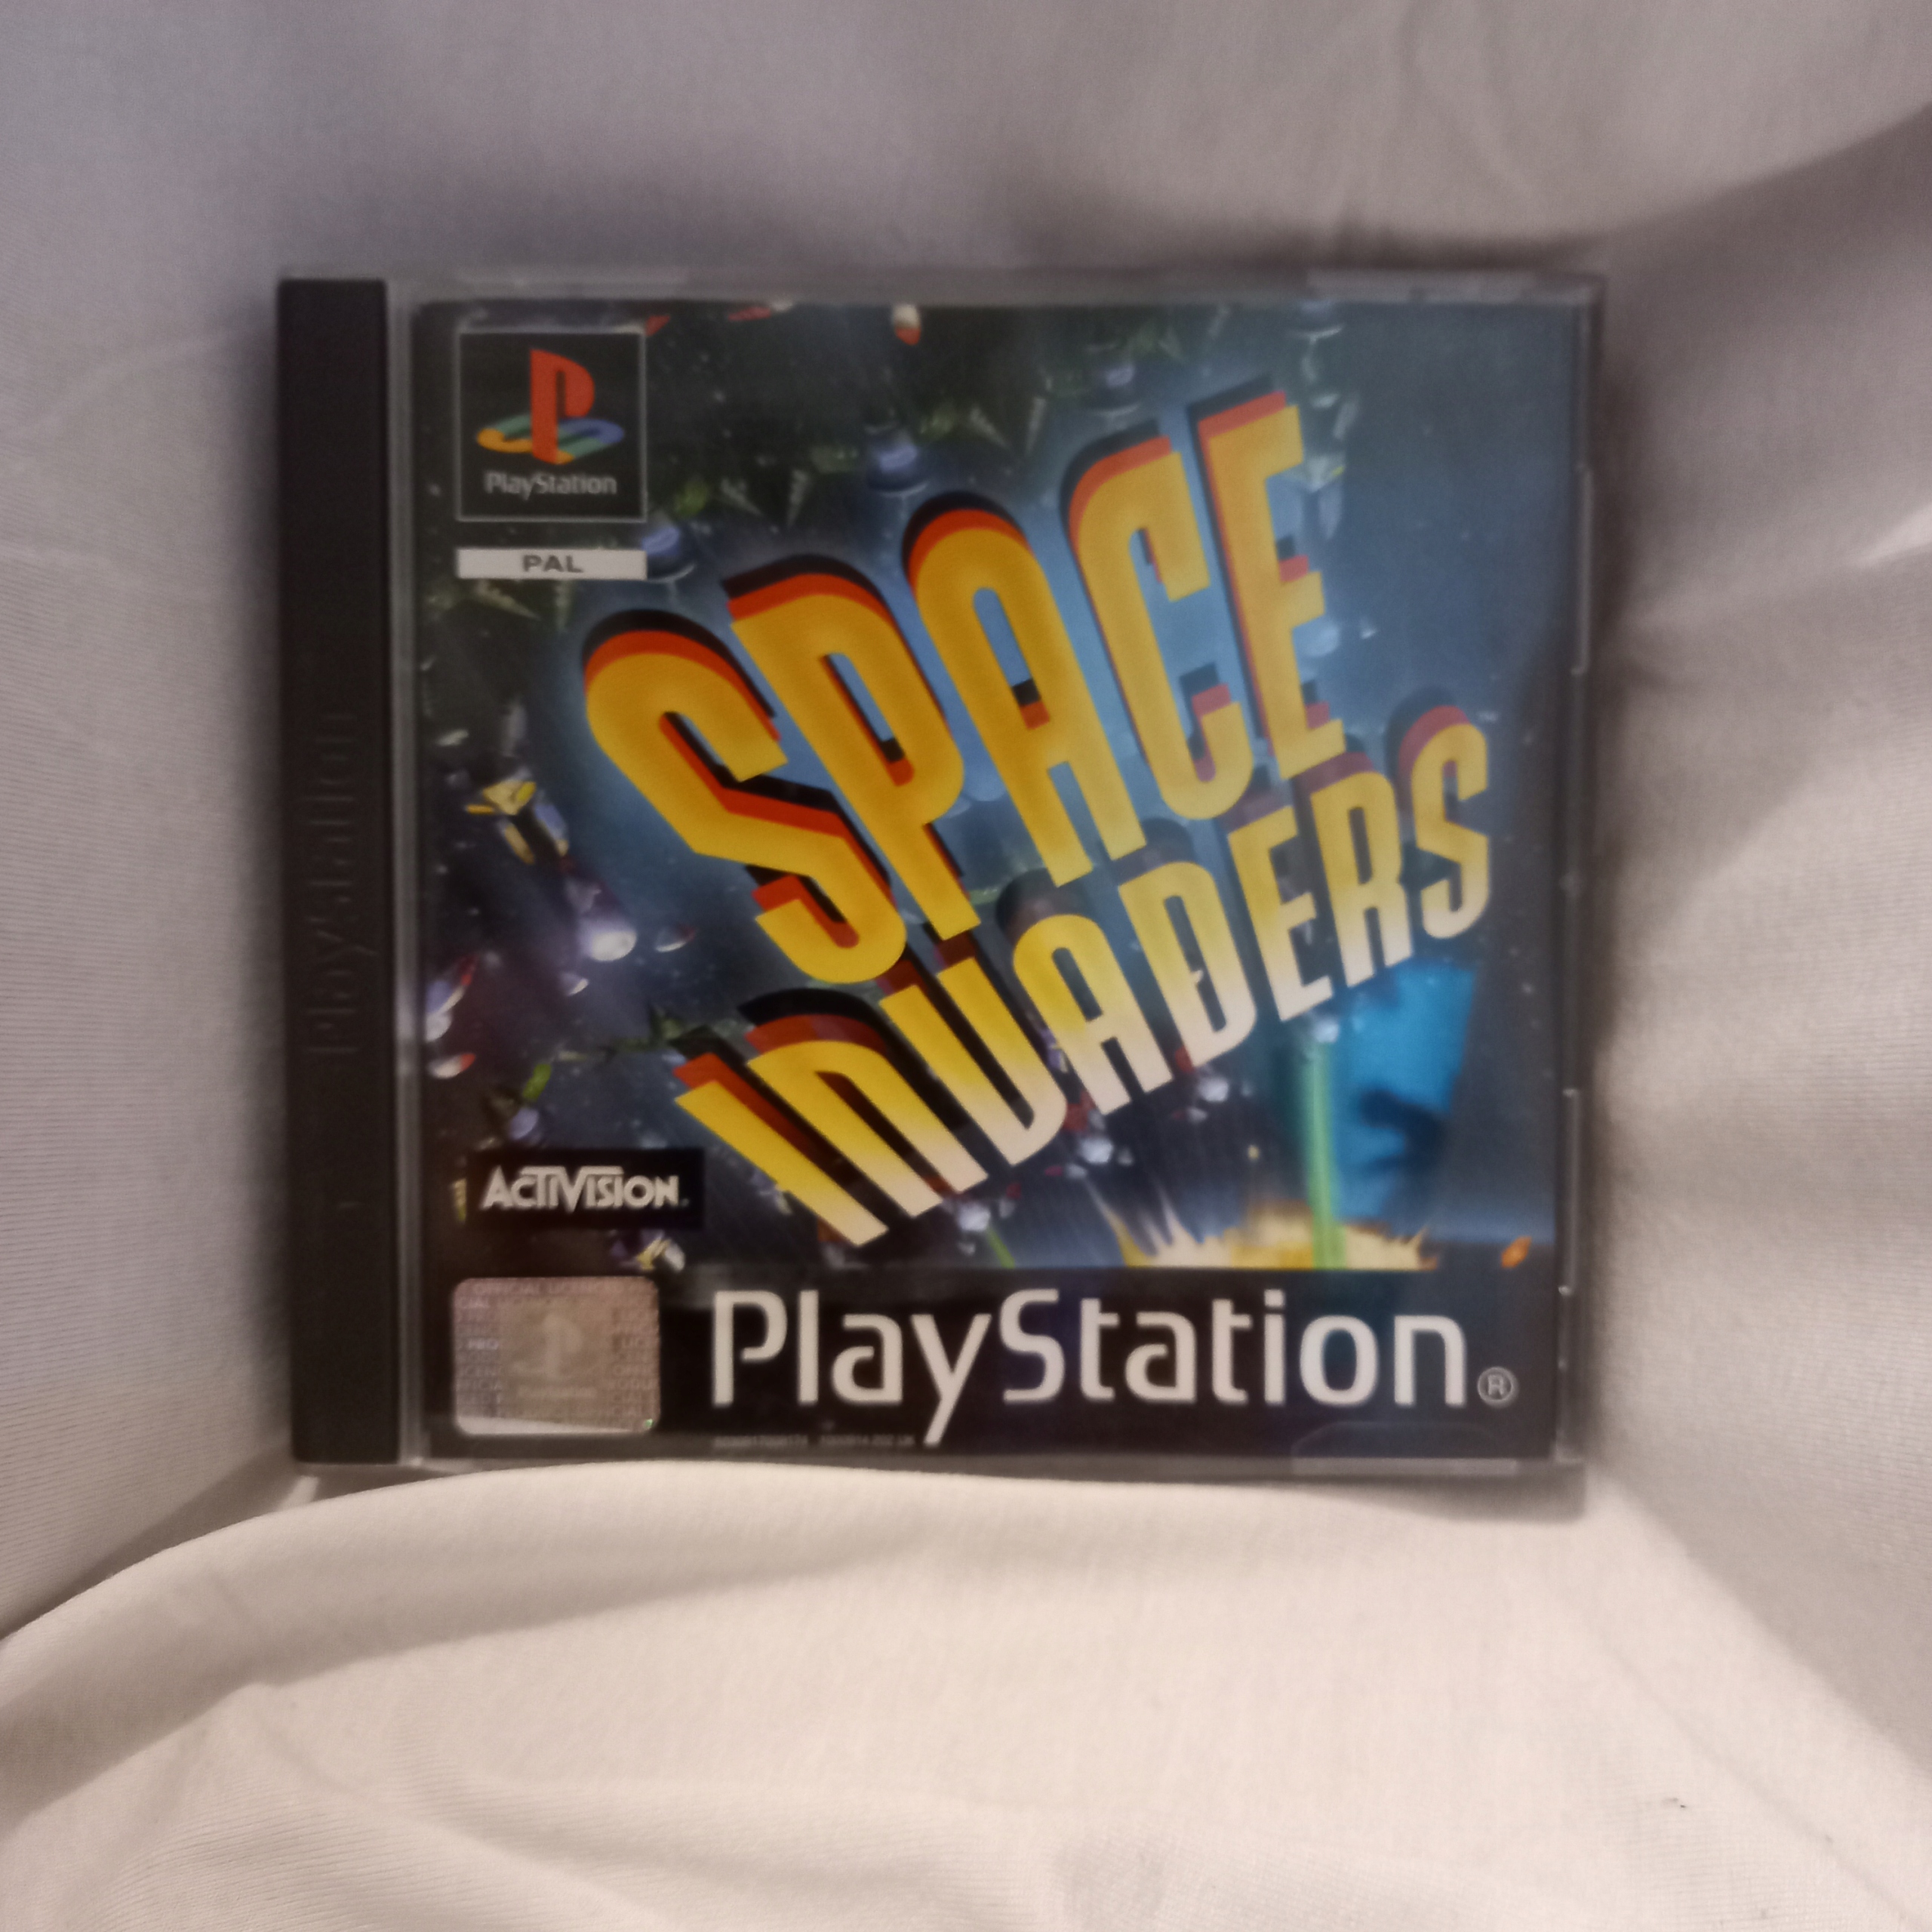 PlayStation
PlayStation
PAL
SPACE
INVADERS
ACTIVISION
PlayStation®